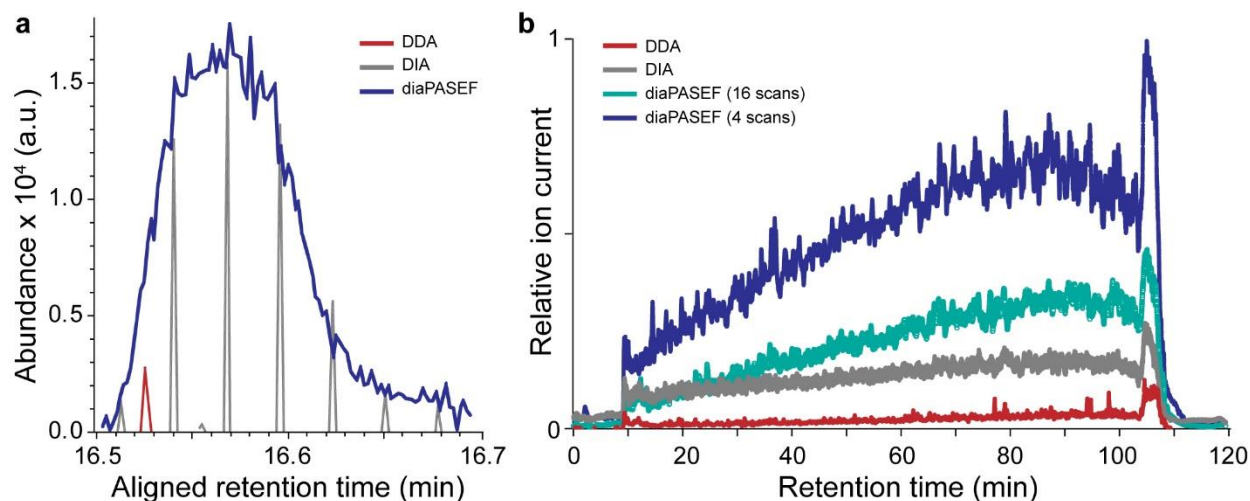 a
DDA
DIA
diaPASEF
Abundance x 10⁴ (a.u.)
1.5
1.0
0.5
0.0
16.5
16.6
16.7
Aligned retention time (min)
b
DDA
DIA
diaPASEF (16 scans)
diaPASEF (4 scans)
Relative ion current
1
0
0
20
40
60
80
100
120
Retention time (min)